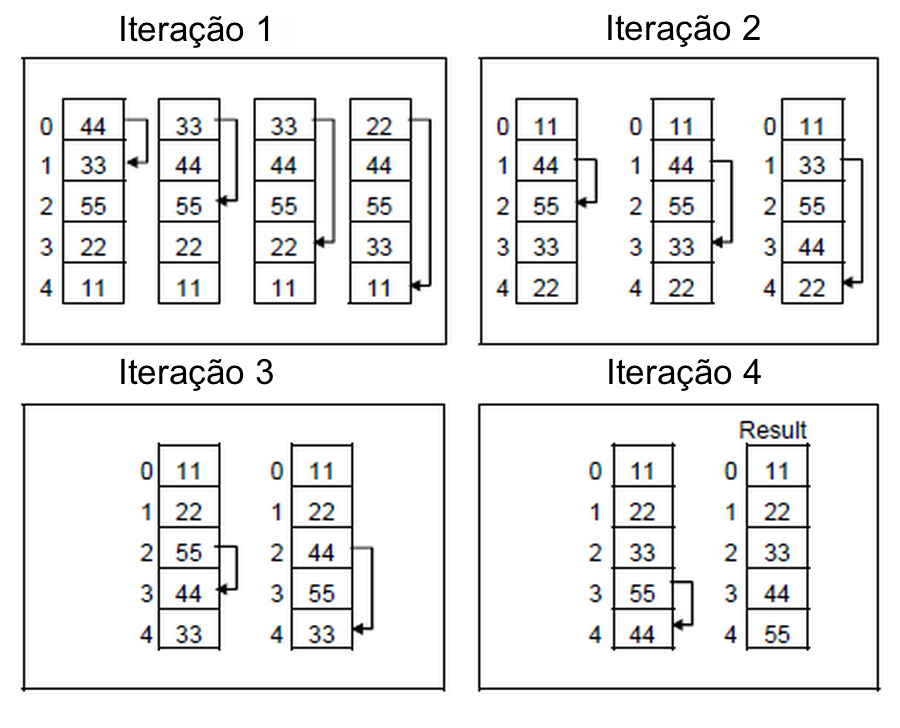 Iteração 1
0 44 33 33 22
1 33 44 44 44
2 55 55 55 55
3 22 22 22 33
4 11 11 11 11
Iteração 2
0 11 0 11 0 11
1 44 1 44 1 33
2 55 2 55 2 55
3 33 3 33 3 44
4 22 4 22 4 22
Iteração 3
0 11 0 11
1 22 1 22
2 55 2 44
3 44 3 55
4 33 4 33
Iteração 4
Result
0 11 0 11
1 22 1 22
2 33 2 33
3 55 3 44
4 44 4 55